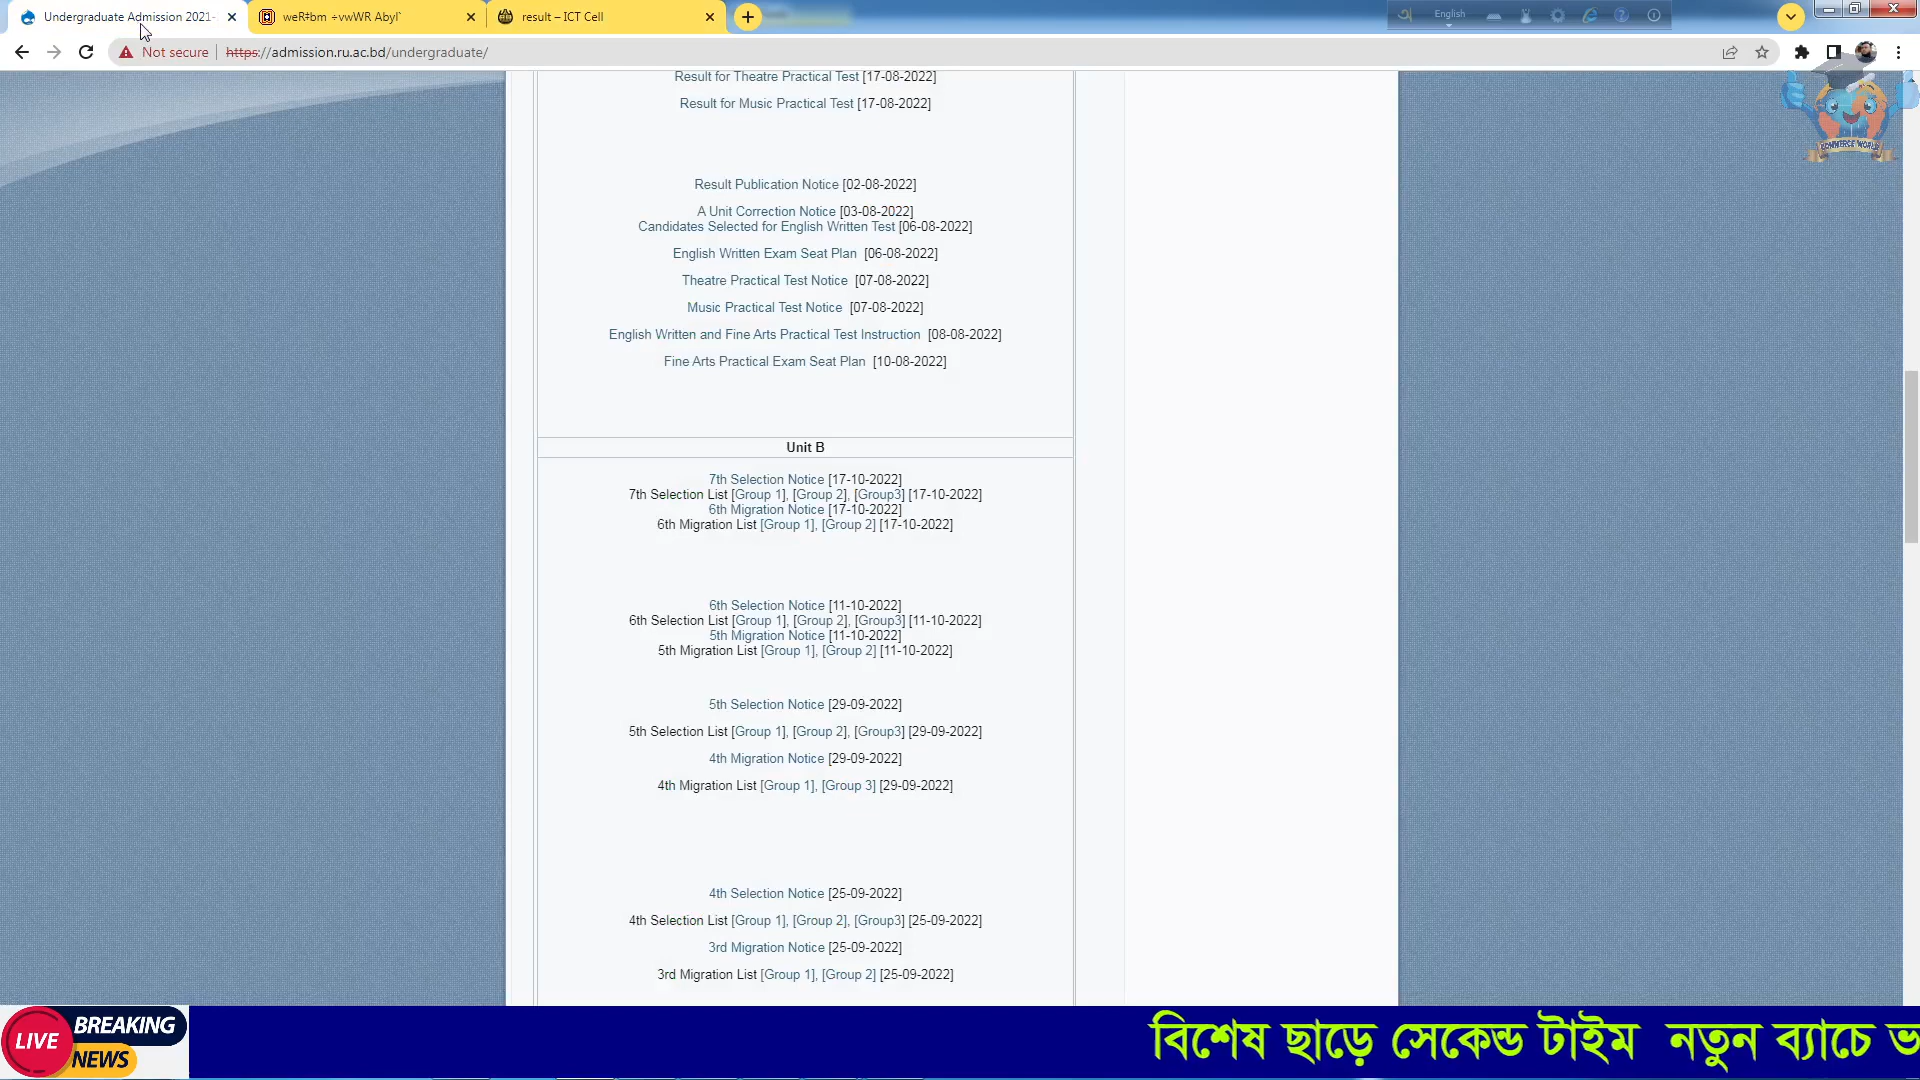 Undergraduate Admission 2021-
weR‡bm ÷vwWR Abyl`
result – ICT Cell
English
Not secure
https://admission.ru.ac.bd/undergraduate/
COMMERCE WORLD
Result for Theatre Practical Test [17-08-2022]
Result for Music Practical Test [17-08-2022]
Result Publication Notice [02-08-2022]
A Unit Correction Notice [03-08-2022]
Candidates Selected for English Written Test [06-08-2022]
English Written Exam Seat Plan [06-08-2022]
Theatre Practical Test Notice [07-08-2022]
Music Practical Test Notice [07-08-2022]
English Written and Fine Arts Practical Test Instruction [08-08-2022]
Fine Arts Practical Exam Seat Plan [10-08-2022]
Unit B
7th Selection Notice [17-10-2022]
7th Selection List [Group 1], [Group 2], [Group3] [17-10-2022]
6th Migration Notice [17-10-2022]
6th Migration List [Group 1], [Group 2] [17-10-2022]
6th Selection Notice [11-10-2022]
6th Selection List [Group 1], [Group 2], [Group3] [11-10-2022]
5th Migration Notice [11-10-2022]
5th Migration List [Group 1], [Group 2] [11-10-2022]
5th Selection Notice [29-09-2022]
5th Selection List [Group 1], [Group 2], [Group3] [29-09-2022]
4th Migration Notice [29-09-2022]
4th Migration List [Group 1], [Group 3] [29-09-2022]
4th Selection Notice [25-09-2022]
4th Selection List [Group 1], [Group 2], [Group3] [25-09-2022]
3rd Migration Notice [25-09-2022]
3rd Migration List [Group 1], [Group 2] [25-09-2022]
LIVE BREAKING NEWS
বিশেষ ছাড়ে সেকেন্ড টাইম নতুন ব্যাচে ভ